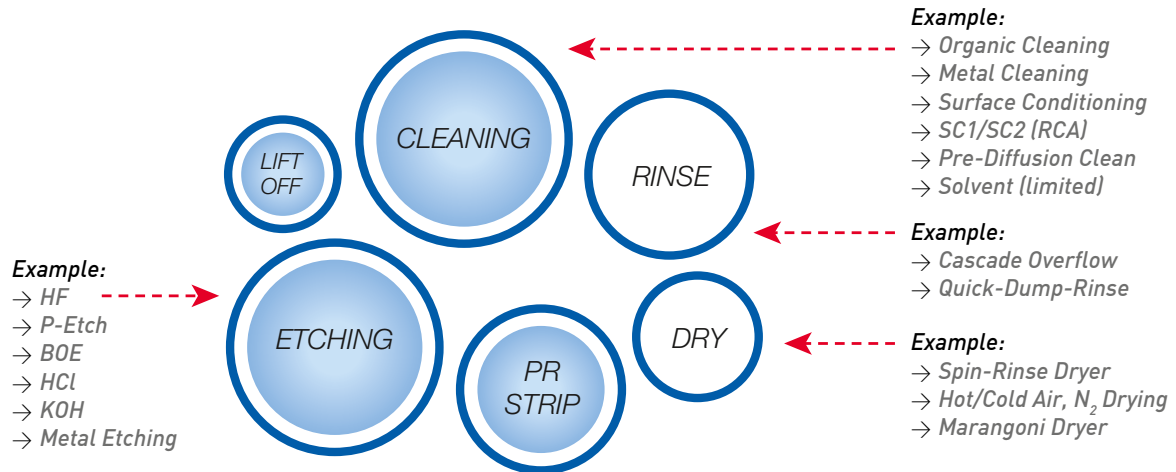 Example:
→ Organic Cleaning
→ Metal Cleaning
→ Surface Conditioning
→ SC1/SC2 (RCA)
→ Pre-Diffusion Clean
→ Solvent (limited)
CLEANING
LIFT
OFF
RINSE
Example:
→ Cascade Overflow
→ Quick-Dump-Rinse
Example:
→ HF
→ P-Etch
→ BOE
→ HCl
→ KOH
→ Metal Etching
ETCHING
PR
STRIP
DRY
Example:
→ Spin-Rinse Dryer
→ Hot/Cold Air, N₂ Drying
→ Marangoni Dryer